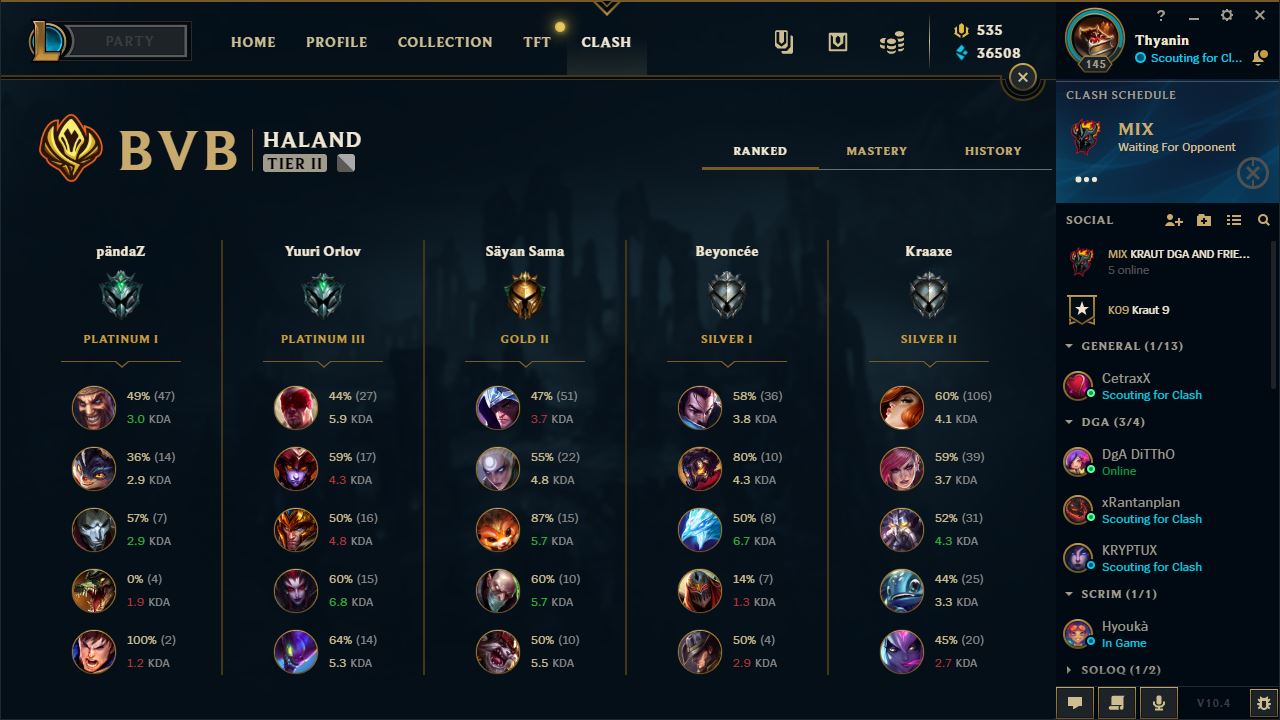 PARTY
HOME PROFILE COLLECTION TFT CLASH
535
36508
?
Thyanin
145
Scouting for Cl...
BVB
HALAND
TIER II
RANKED MASTERY HISTORY
pändaZ
PLATINUM I
49% (47)
3.0 KDA
36% (14)
2.9 KDA
57% (7)
2.9 KDA
0% (4)
1.9 KDA
100% (2)
1.2 KDA
Yuuri Orlov
PLATINUM III
44% (27)
5.9 KDA
59% (17)
4.3 KDA
50% (16)
4.8 KDA
60% (15)
6.8 KDA
64% (14)
5.3 KDA
Säyan Sama
GOLD II
47% (51)
3.7 KDA
55% (22)
4.8 KDA
87% (15)
5.7 KDA
60% (10)
5.7 KDA
50% (10)
5.5 KDA
Beyoncée
SILVER I
58% (36)
3.8 KDA
80% (10)
4.3 KDA
50% (8)
6.7 KDA
14% (7)
1.3 KDA
50% (4)
2.9 KDA
Kraaxe
SILVER II
60% (106)
4.1 KDA
59% (39)
3.7 KDA
52% (31)
4.3 KDA
44% (25)
3.3 KDA
45% (20)
2.7 KDA
CLASH SCHEDULE
MIX
Waiting For Opponent
SOCIAL
MIX KRAUT DGA AND FRIE...
5 online
K09 Kraut 9
GENERAL (1/13)
CetraxX
Scouting for Clash
DGA (3/4)
DgA DiTThO
Online
xRantanplan
Scouting for Clash
KRYPTUX
Scouting for Clash
SCRIM (1/1)
Hyoukà
In Game
SOLOQ (1/2)
V10.4